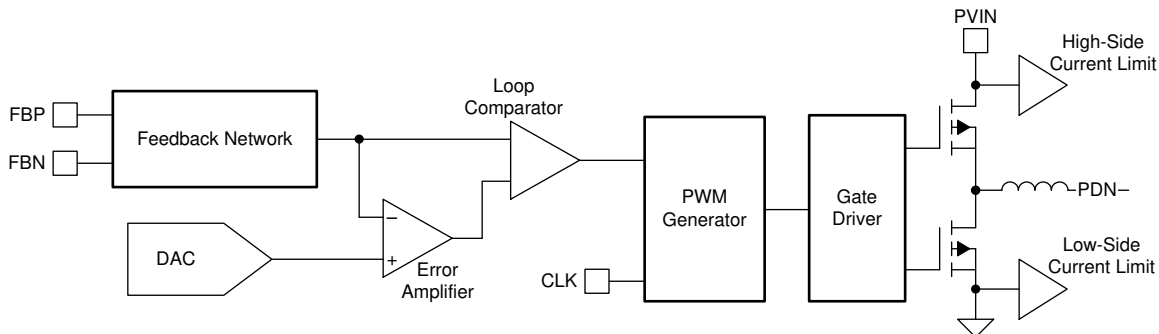 PVIN
High-Side
Current Limit
Loop
Comparator
FBP
Feedback Network
FBN
PWM
Generator
Gate
Driver
PDN
−
+
DAC
Error
Amplifier
CLK
Low-Side
Current Limit